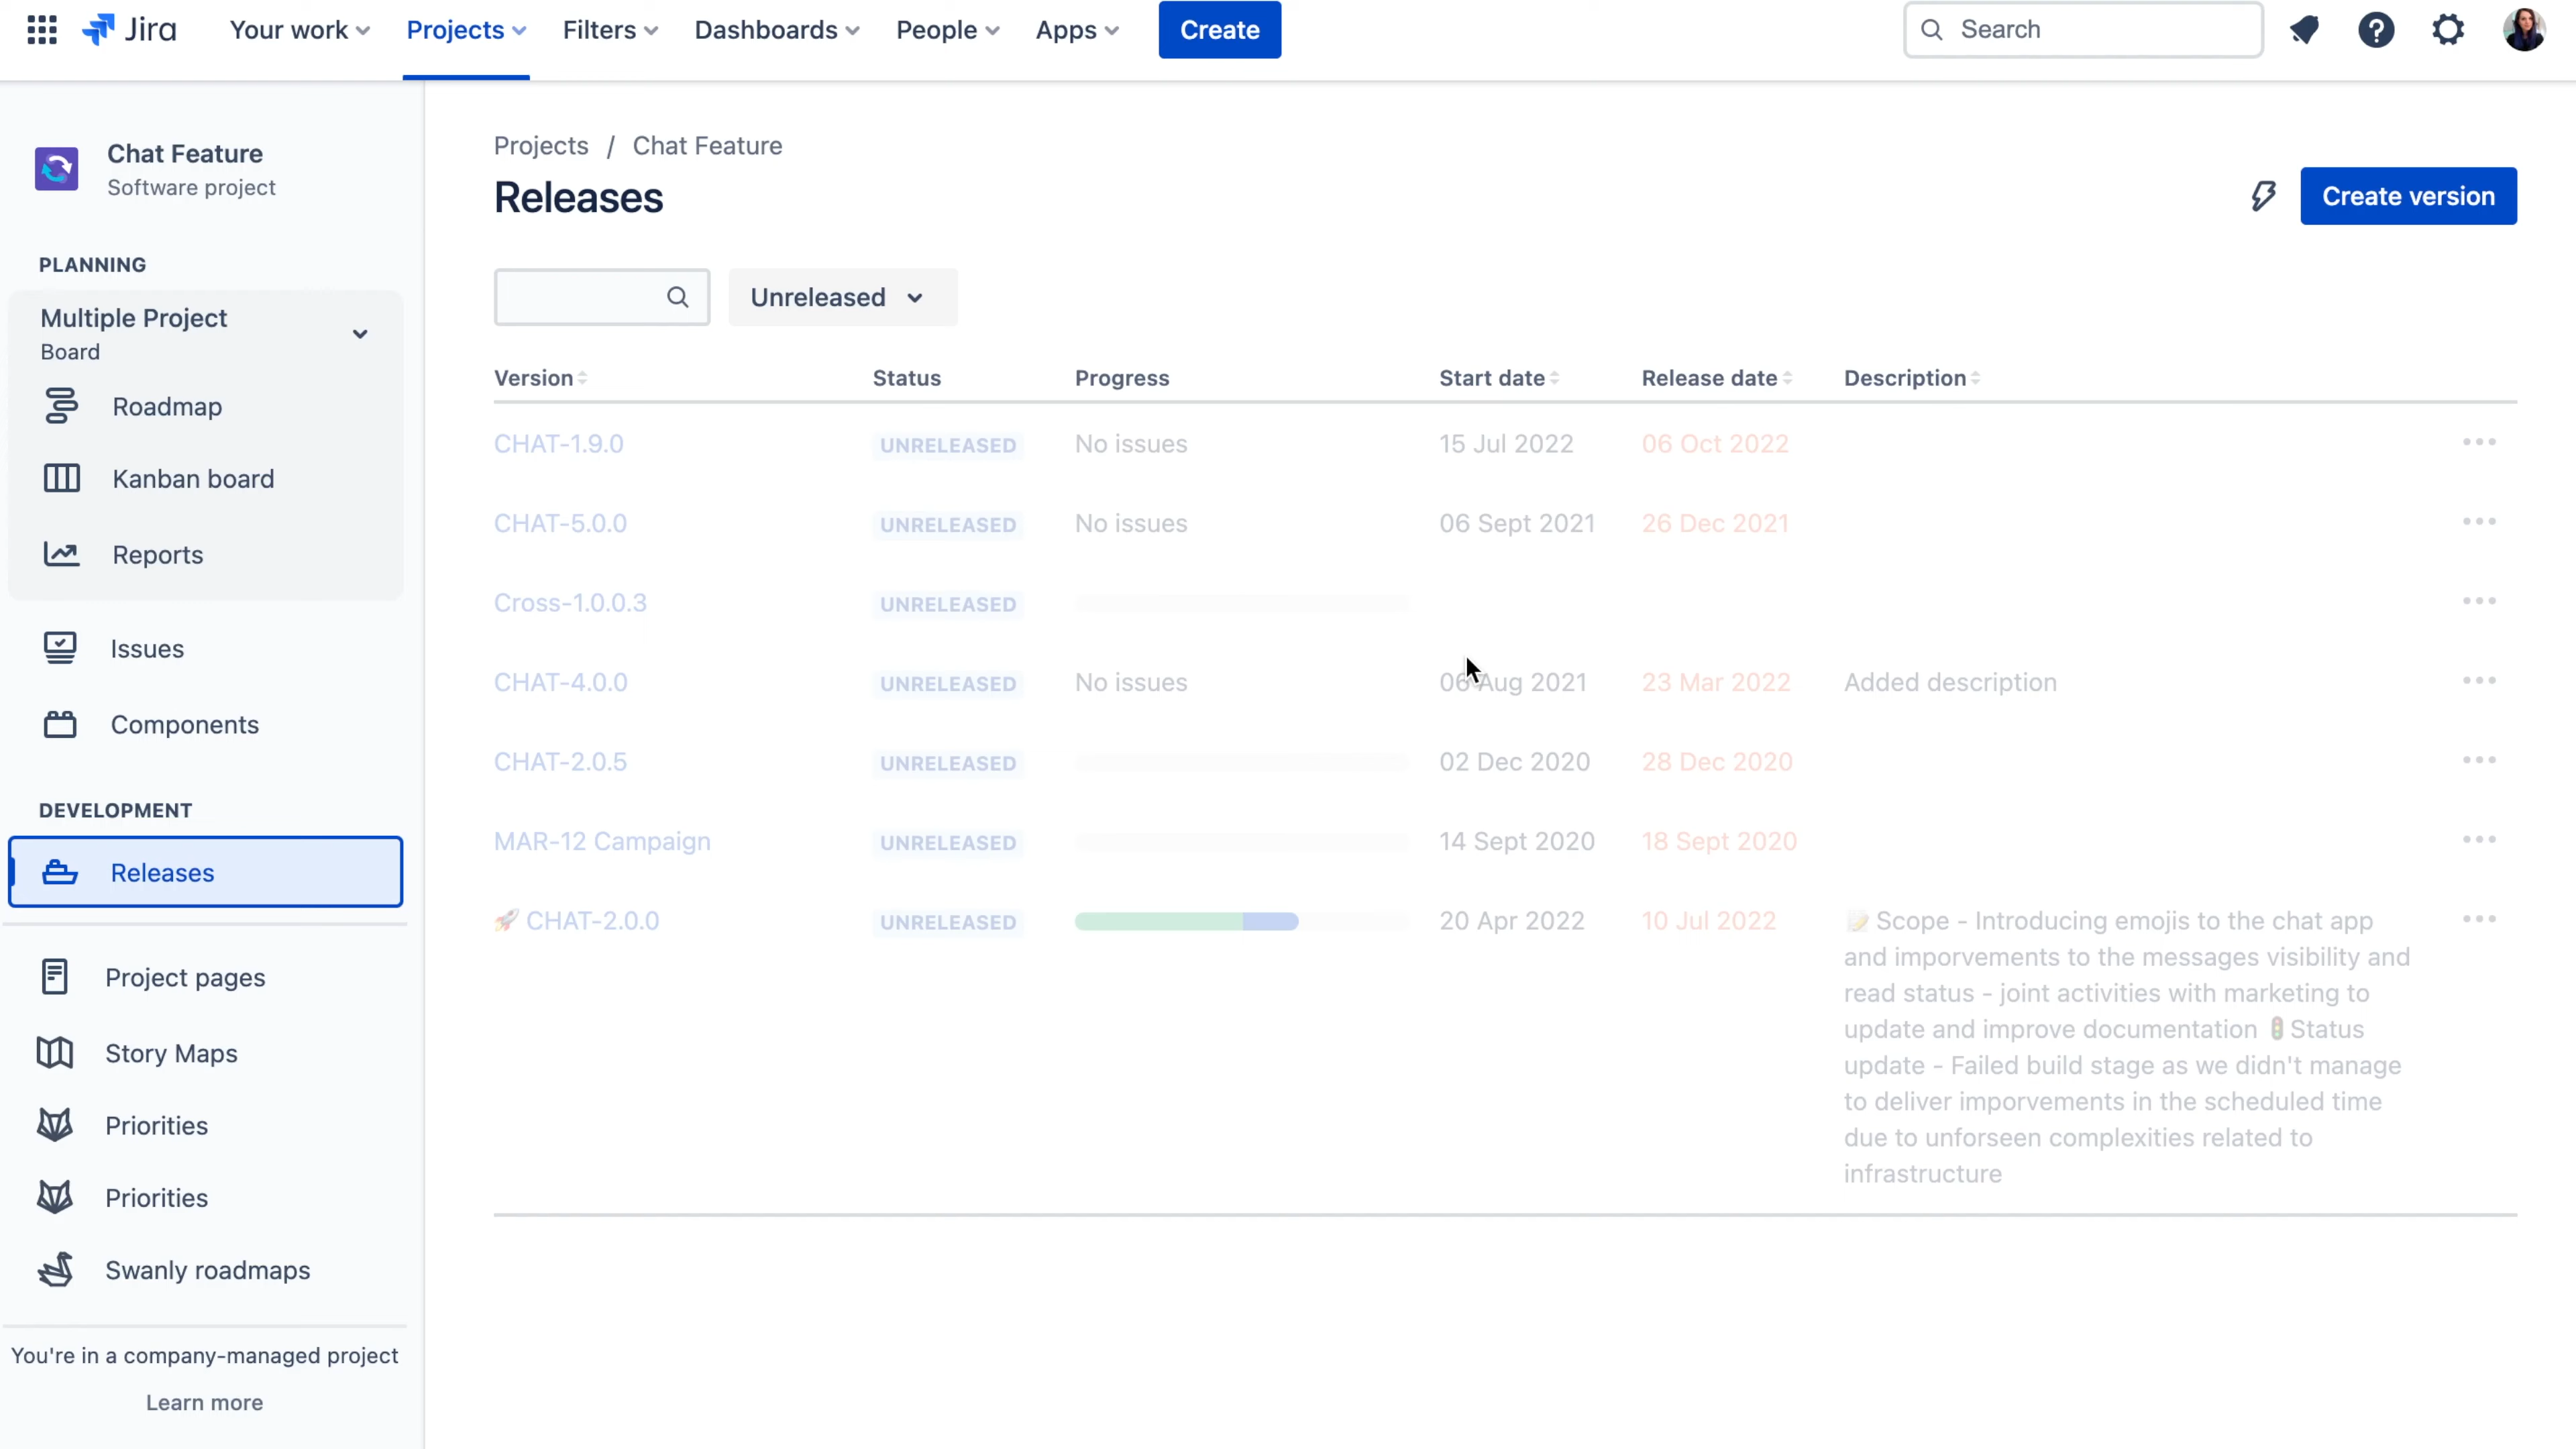 Jira
Your work
Projects
Filters
Dashboards
People
Apps
Create
Search
Chat Feature
Software project
PLANNING
Multiple Project
Board
Roadmap
Kanban board
Reports
Issues
Components
DEVELOPMENT
Releases
Project pages
Story Maps
Priorities
Priorities
Swanly roadmaps
You're in a company-managed project
Learn more
Projects / Chat Feature
Releases
Create version
Unreleased
Version Status Progress Start date Release date Description
CHAT-1.9.0 UNRELEASED No issues 15 Jul 2022 06 Oct 2022
CHAT-5.0.0 UNRELEASED No issues 06 Sept 2021 26 Dec 2021
Cross-1.0.0.3 UNRELEASED
CHAT-4.0.0 UNRELEASED No issues 06 Aug 2021 23 Mar 2022 Added description
CHAT-2.0.5 UNRELEASED 02 Dec 2020 28 Dec 2020
MAR-12 Campaign UNRELEASED 14 Sept 2020 18 Sept 2020
🚀 CHAT-2.0.0 UNRELEASED 20 Apr 2022 10 Jul 2022 📝 Scope - Introducing emojis to the chat app
and imporvements to the messages visibility and
read status - joint activities with marketing to
update and improve documentation 🚦Status
update - Failed build stage as we didn't manage
to deliver imporvements in the scheduled time
due to unforseen complexities related to
infrastructure